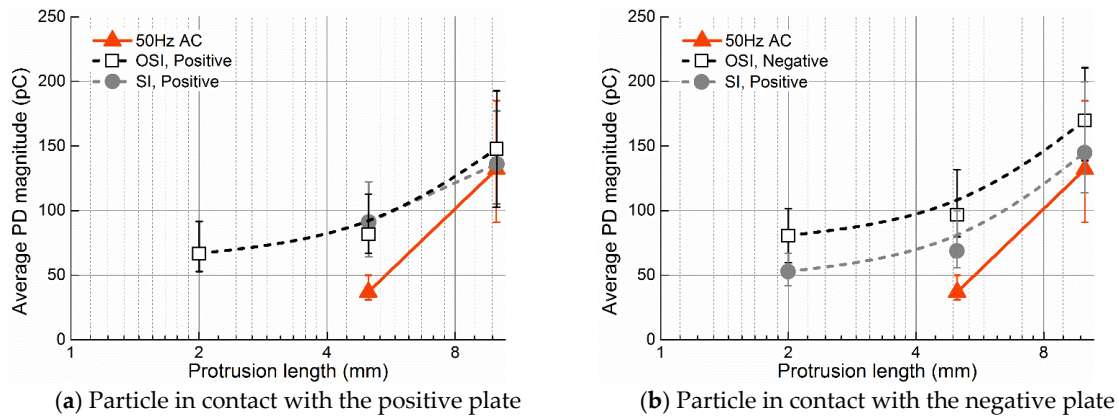 250
200
150
100
50
0
Average PD magnitude (pC)
50Hz AC
OSI, Positive
SI, Positive
1
2
4
8
Protrusion length (mm)
(a) Particle in contact with the positive plate
250
200
150
100
50
0
Average PD magnitude (pC)
50Hz AC
OSI, Negative
SI, Positive
1
2
4
8
Protrusion length (mm)
(b) Particle in contact with the negative plate